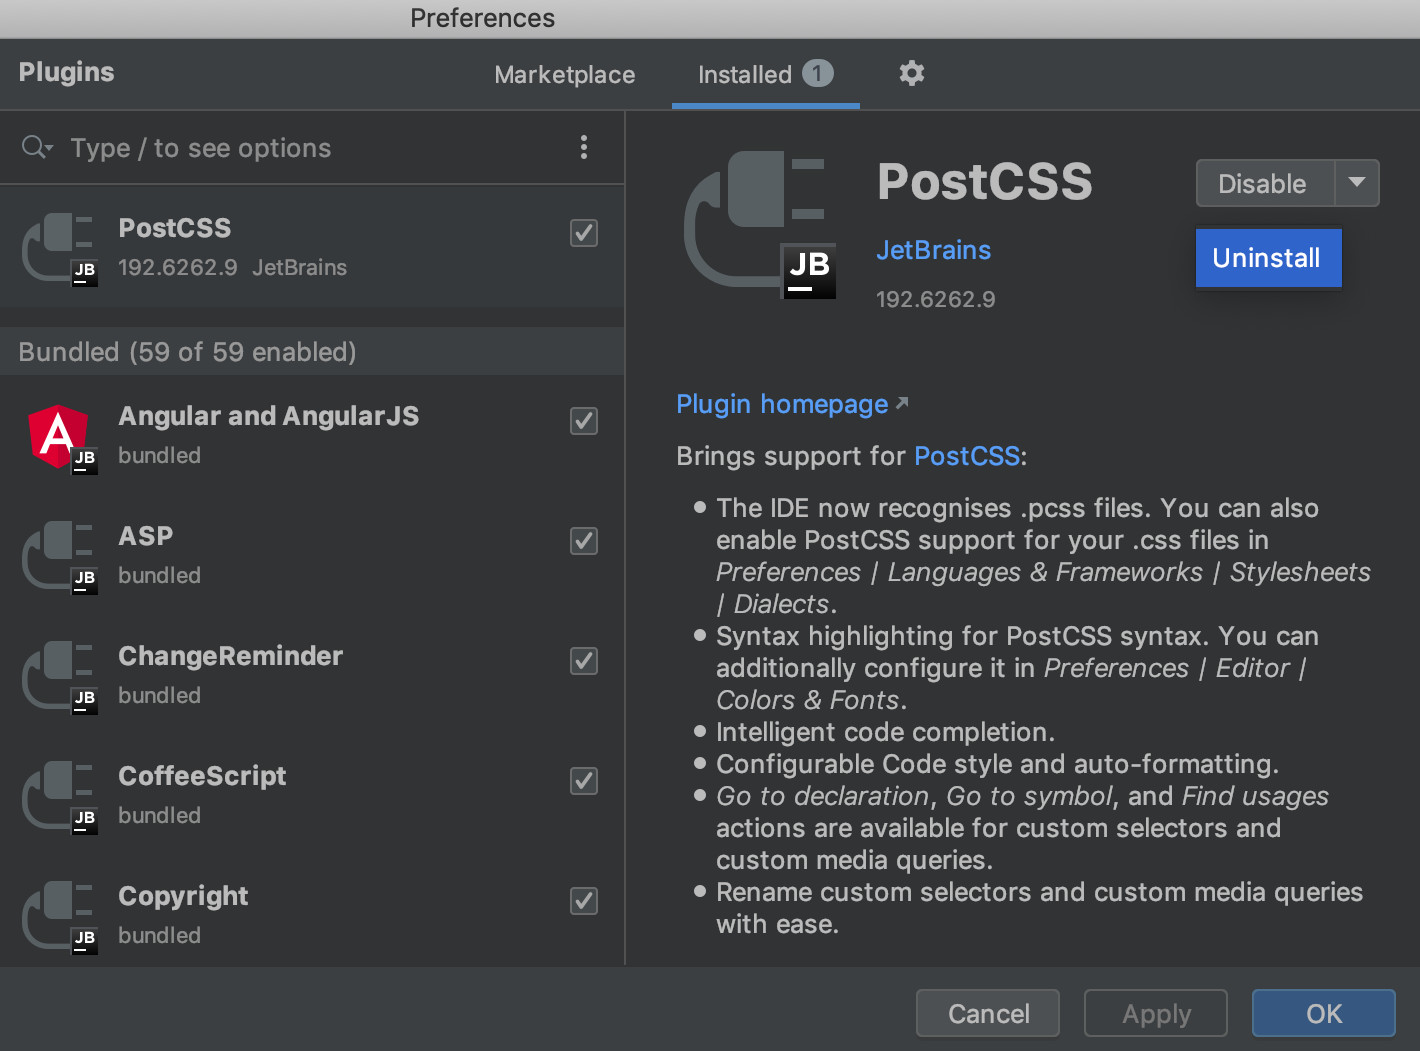 Preferences
Plugins
Marketplace
Installed 1
Type / to see options
PostCSS
192.6262.9 JetBrains
JB
Bundled (59 of 59 enabled)
Angular and AngularJS
bundled
A
JB
ASP
bundled
JB
ChangeReminder
bundled
JB
CoffeeScript
bundled
JB
Copyright
bundled
JB
JB
PostCSS
JetBrains
192.6262.9
Disable
Uninstall
Plugin homepage
Brings support for PostCSS:
The IDE now recognises .pcss files. You can also
enable PostCSS support for your .css files in
Preferences | Languages & Frameworks | Stylesheets
| Dialects.
Syntax highlighting for PostCSS syntax. You can
additionally configure it in Preferences | Editor |
Colors & Fonts.
Intelligent code completion.
Configurable Code style and auto-formatting.
Go to declaration, Go to symbol, and Find usages
actions are available for custom selectors and
custom media queries.
Rename custom selectors and custom media queries
with ease.
Cancel
Apply
OK